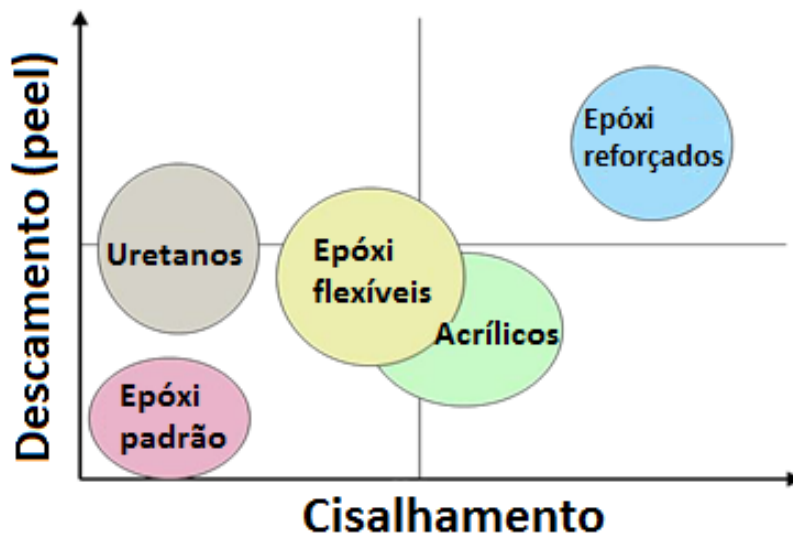 Descamento (peel)
Epóxi
reforçados
Uretanos
Epóxi
flexíveis
Acrílicos
Epóxi
padrão
Cisalhamento